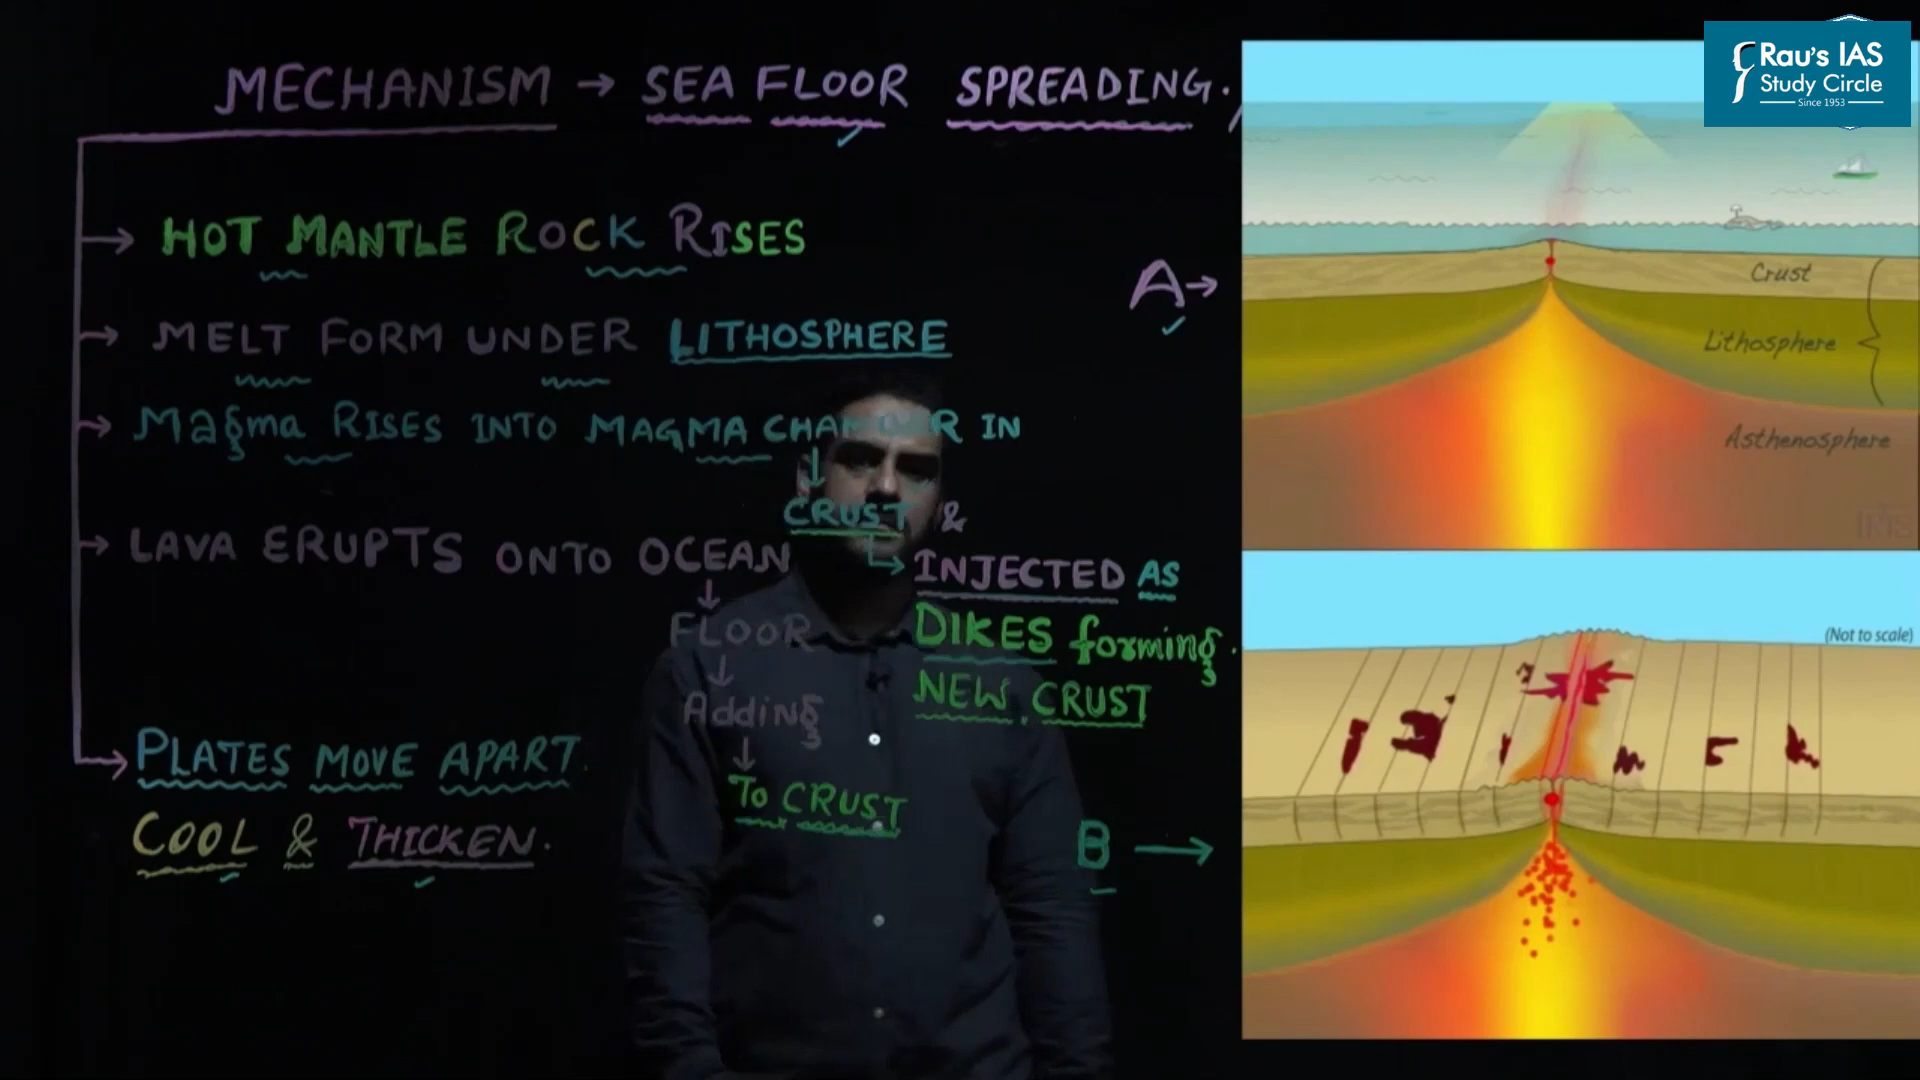 MECHANISM → SEA FLOOR SPREADING.
→ HOT MANTLE ROCK RISES
→ MELT FORM UNDER LITHOSPHERE
→ Magma RISES INTO MAGMA CHAMBER IN
↓
CRUST &
→ LAVA ERUPTS ONTO OCEAN
↓
FLOOR
↓
Adding
↓
To CRUST
↳ INJECTED AS
DIKES forming.
NEW CRUST
→ PLATES MOVE APART.
COOL & THICKEN.
A→
B →
Rau's IAS
Study Circle
Since 1953
Crust
Lithosphere
Asthenosphere
(Not to scale)